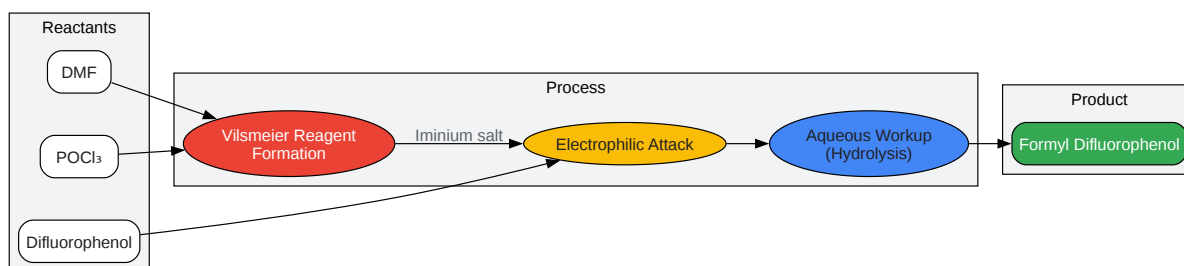 Reactants
DMF
POCl₃
Difluorophenol
Process
Vilsmeier Reagent
Formation
Iminium salt
Electrophilic Attack
Aqueous Workup
(Hydrolysis)
Product
Formyl Difluorophenol